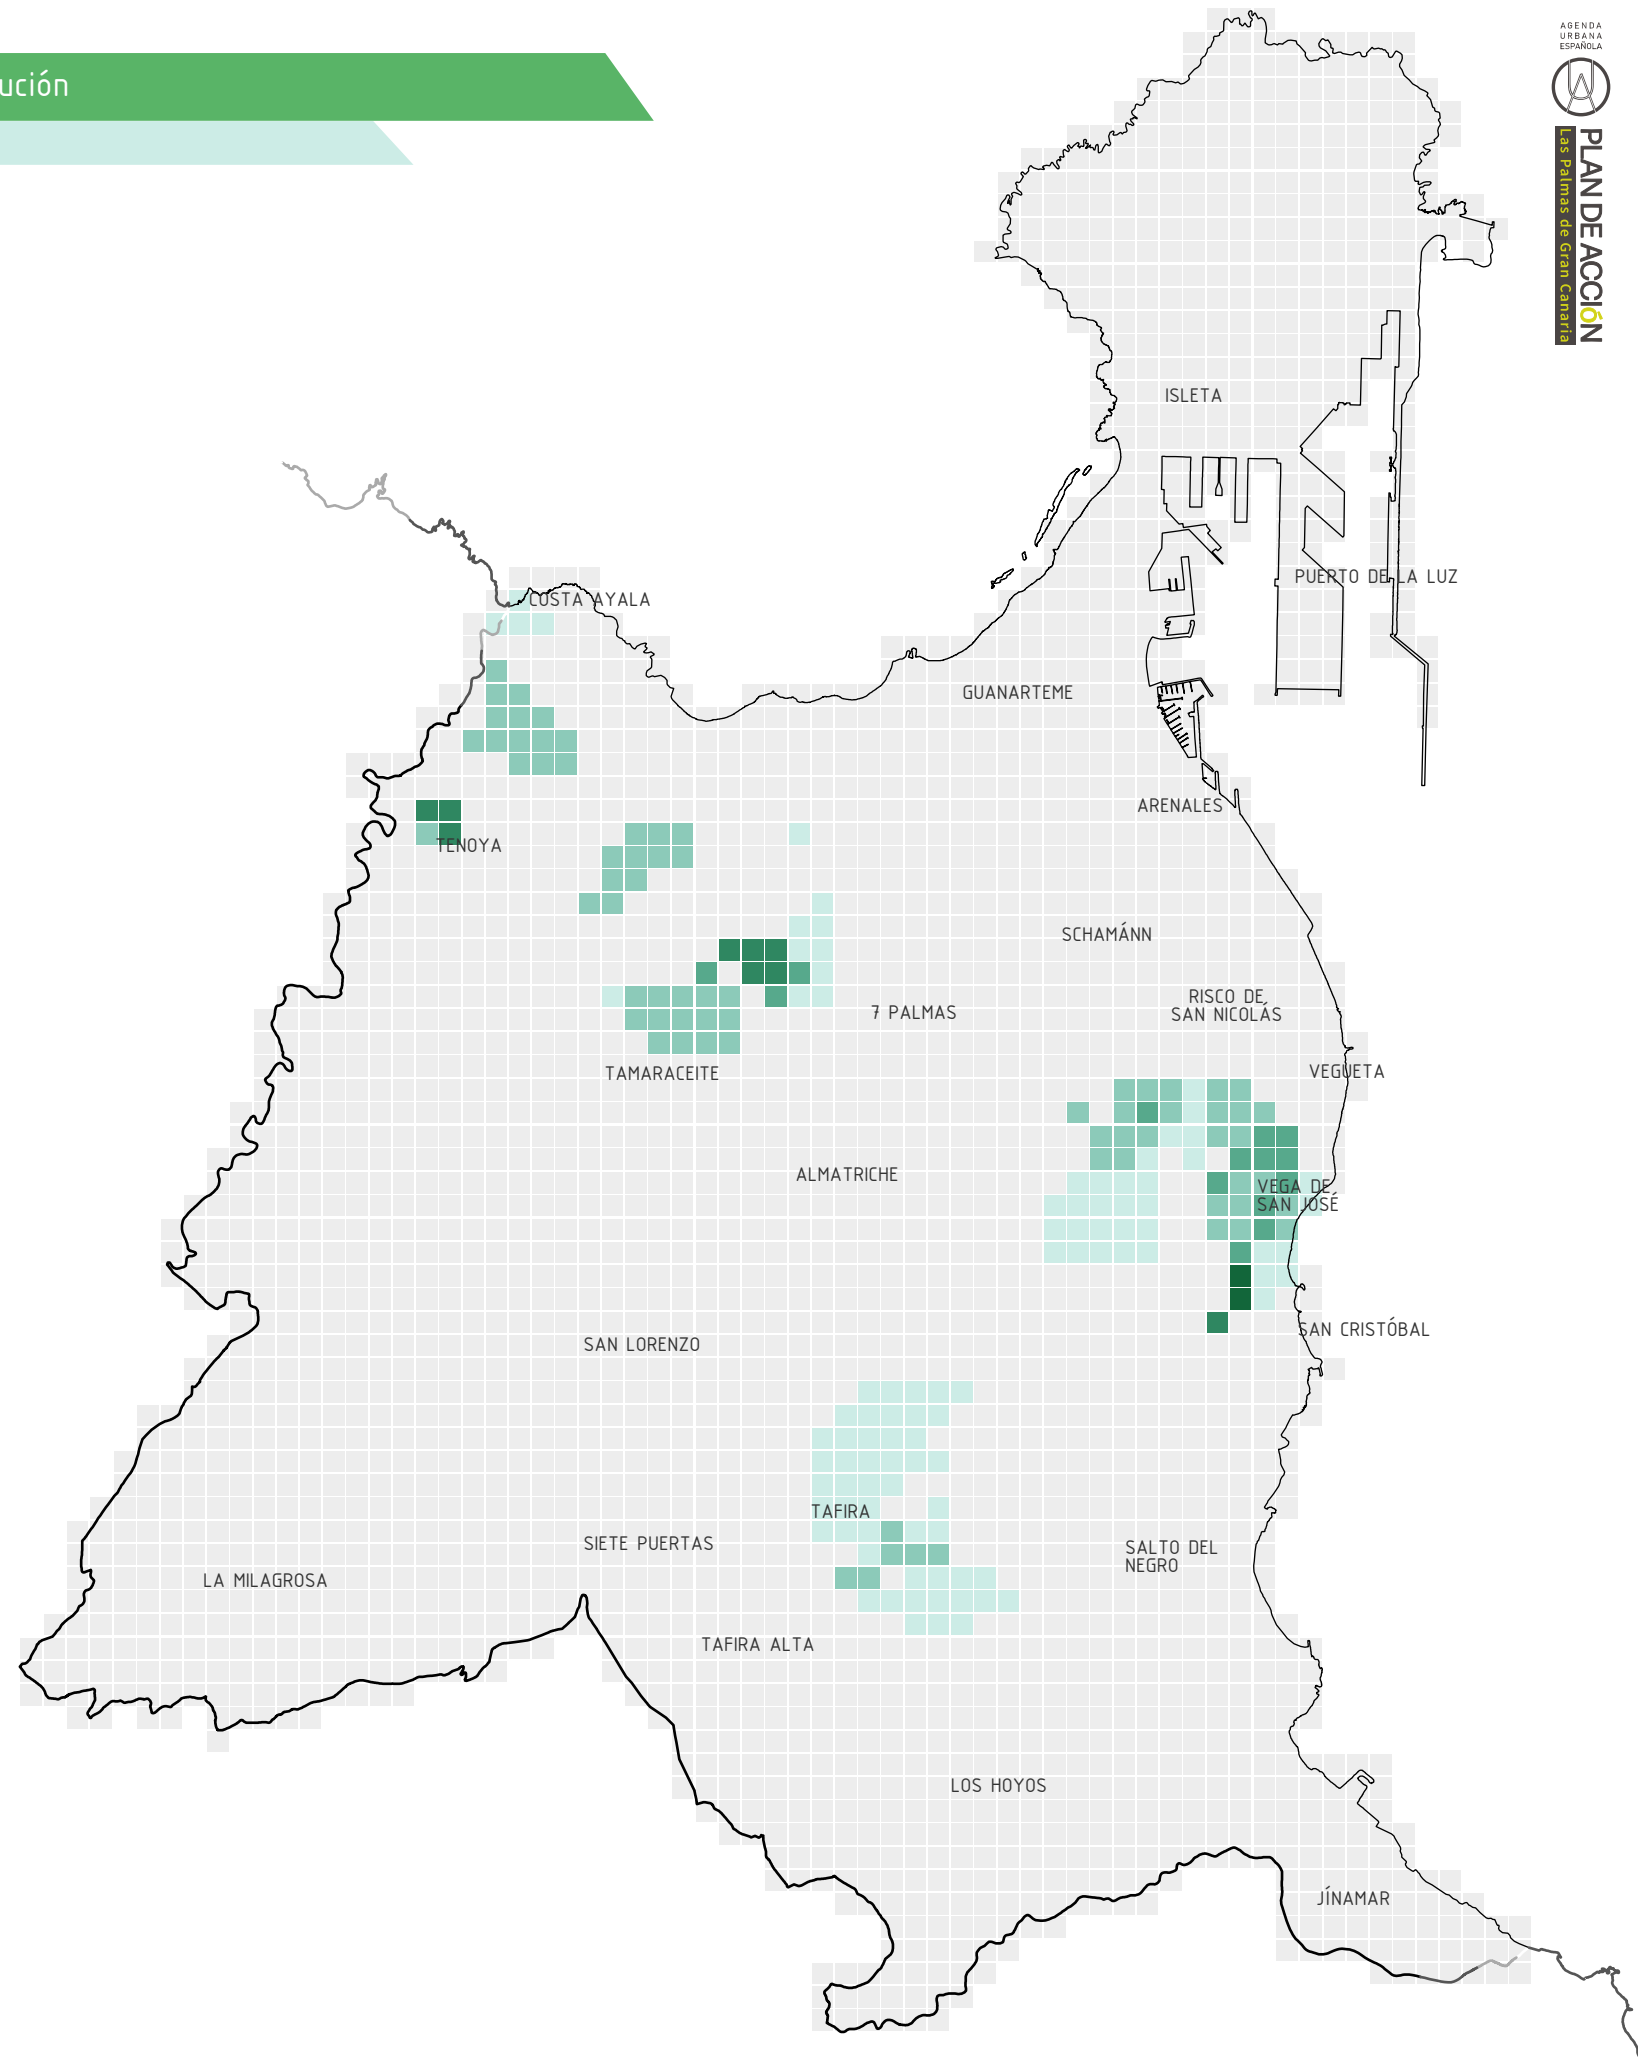 ución
AGENDA
URBANA
ESPAÑOLA
PLAN DE ACCIÓN
Las Palmas de Gran Canaria
ISLETA
PUERTO DE LA LUZ
COSTA AYALA
GUANARTEME
ARENALES
TENOYA
SCHAMÁNN
RISCO DE
SAN NICOLÁS
7 PALMAS
VEGUETA
TAMARACEITE
ALMATRICHE
VEGA DE
SAN JOSÉ
SAN CRISTÓBAL
SAN LORENZO
TAFIRA
SIETE PUERTAS
SALTO DEL
NEGRO
LA MILAGROSA
TAFIRA ALTA
LOS HOYOS
JÍNAMAR